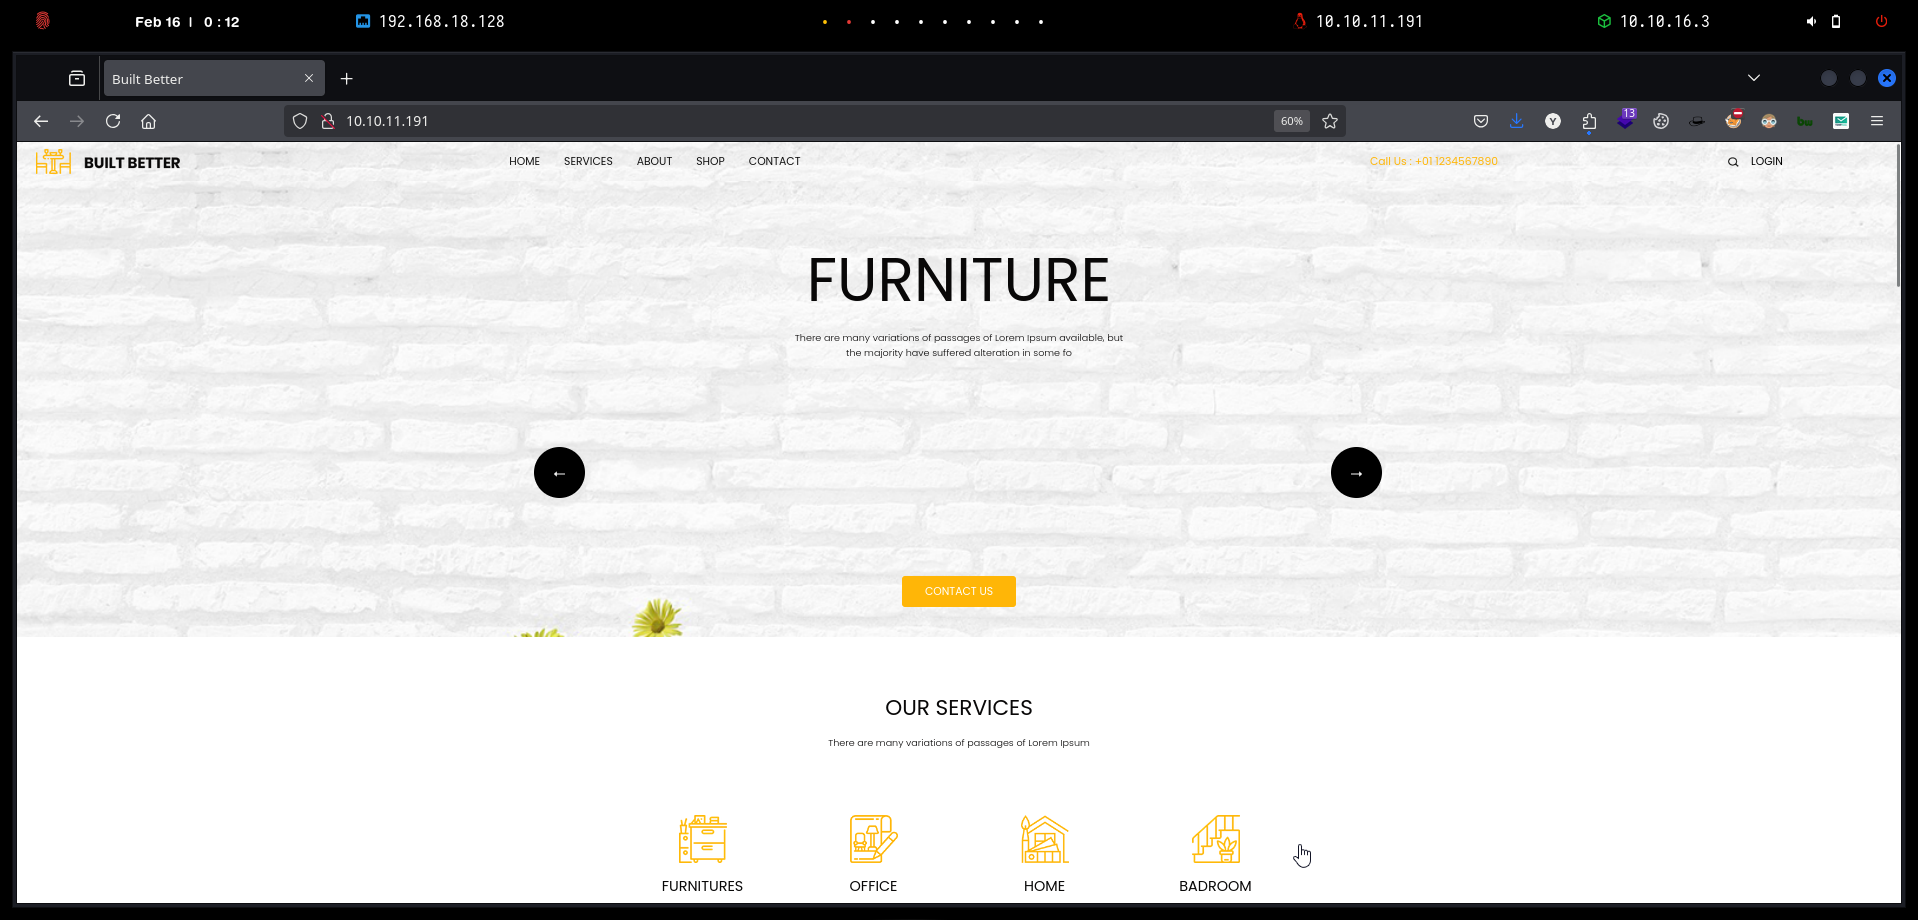 Feb 16 | 0 : 12
192.168.18.128
10.10.11.191
10.10.16.3
Built Better
10.10.11.191
60%
Y
13
bw
BUILT BETTER
HOME
SERVICES
ABOUT
SHOP
CONTACT
Call Us : +01 1234567890
LOGIN
FURNITURE
There are many variations of passages of Lorem Ipsum available, but
the majority have suffered alteration in some fo
←
→
CONTACT US
OUR SERVICES
There are many variations of passages of Lorem Ipsum
FURNITURES
OFFICE
HOME
BADROOM